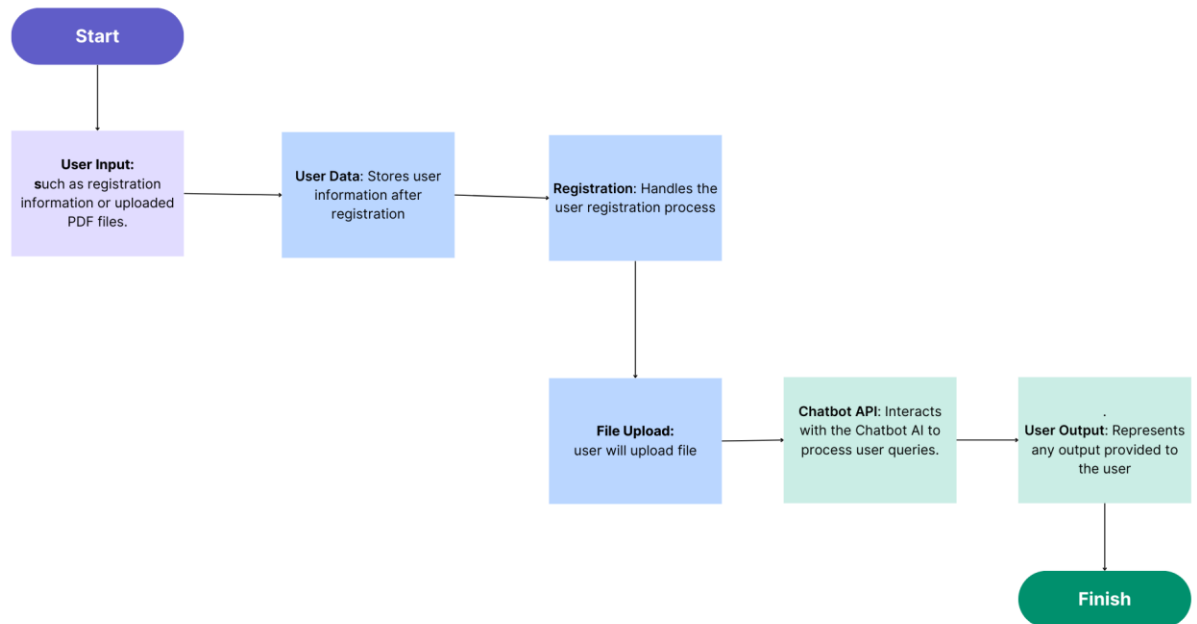 Start
User Input:
such as registration
information or uploaded
PDF files.
User Data: Stores user
information after
registration
Registration: Handles the
user registration process
File Upload:
user will upload file
Chatbot API: Interacts
with the Chatbot AI to
process user queries.
.
User Output: Represents
any output provided to
the user
Finish